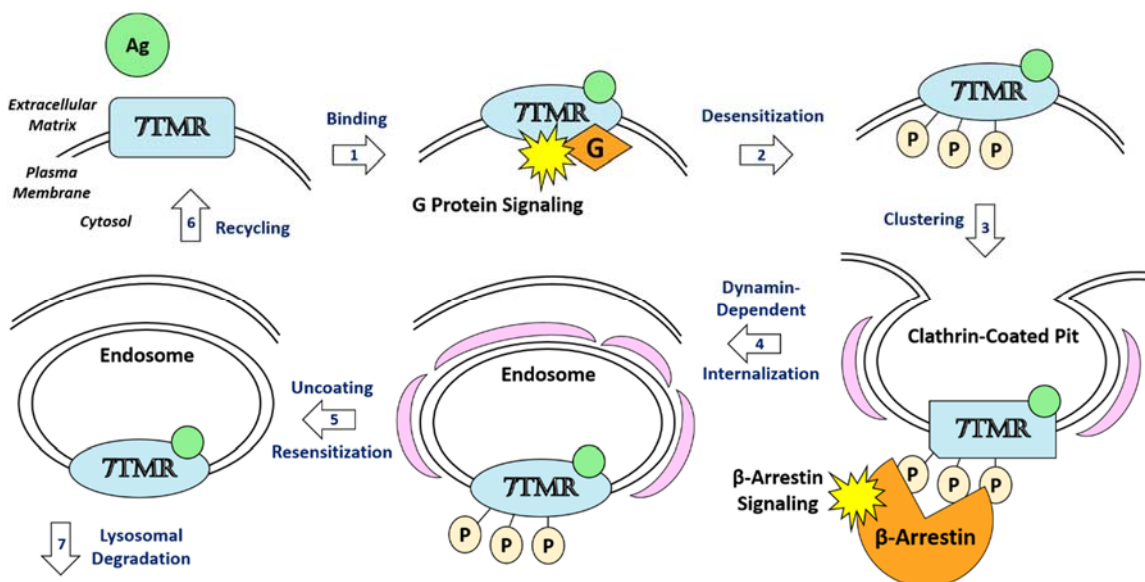 Ag
Extracellular
Matrix
7TMR
Plasma
Membrane
Cytosol
Binding
1
7TMR
G
G Protein Signaling
Desensitization
2
7TMR
P P P
6
Recycling
Clustering
3
Endosome
7TMR
Uncoating
5
Resensitization
Endosome
7TMR
P P P
Dynamin-
Dependent
4
Internalization
Clathrin-Coated Pit
7TMR
P P P
β-Arrestin
Signaling
β-Arrestin
7
Lysosomal
Degradation